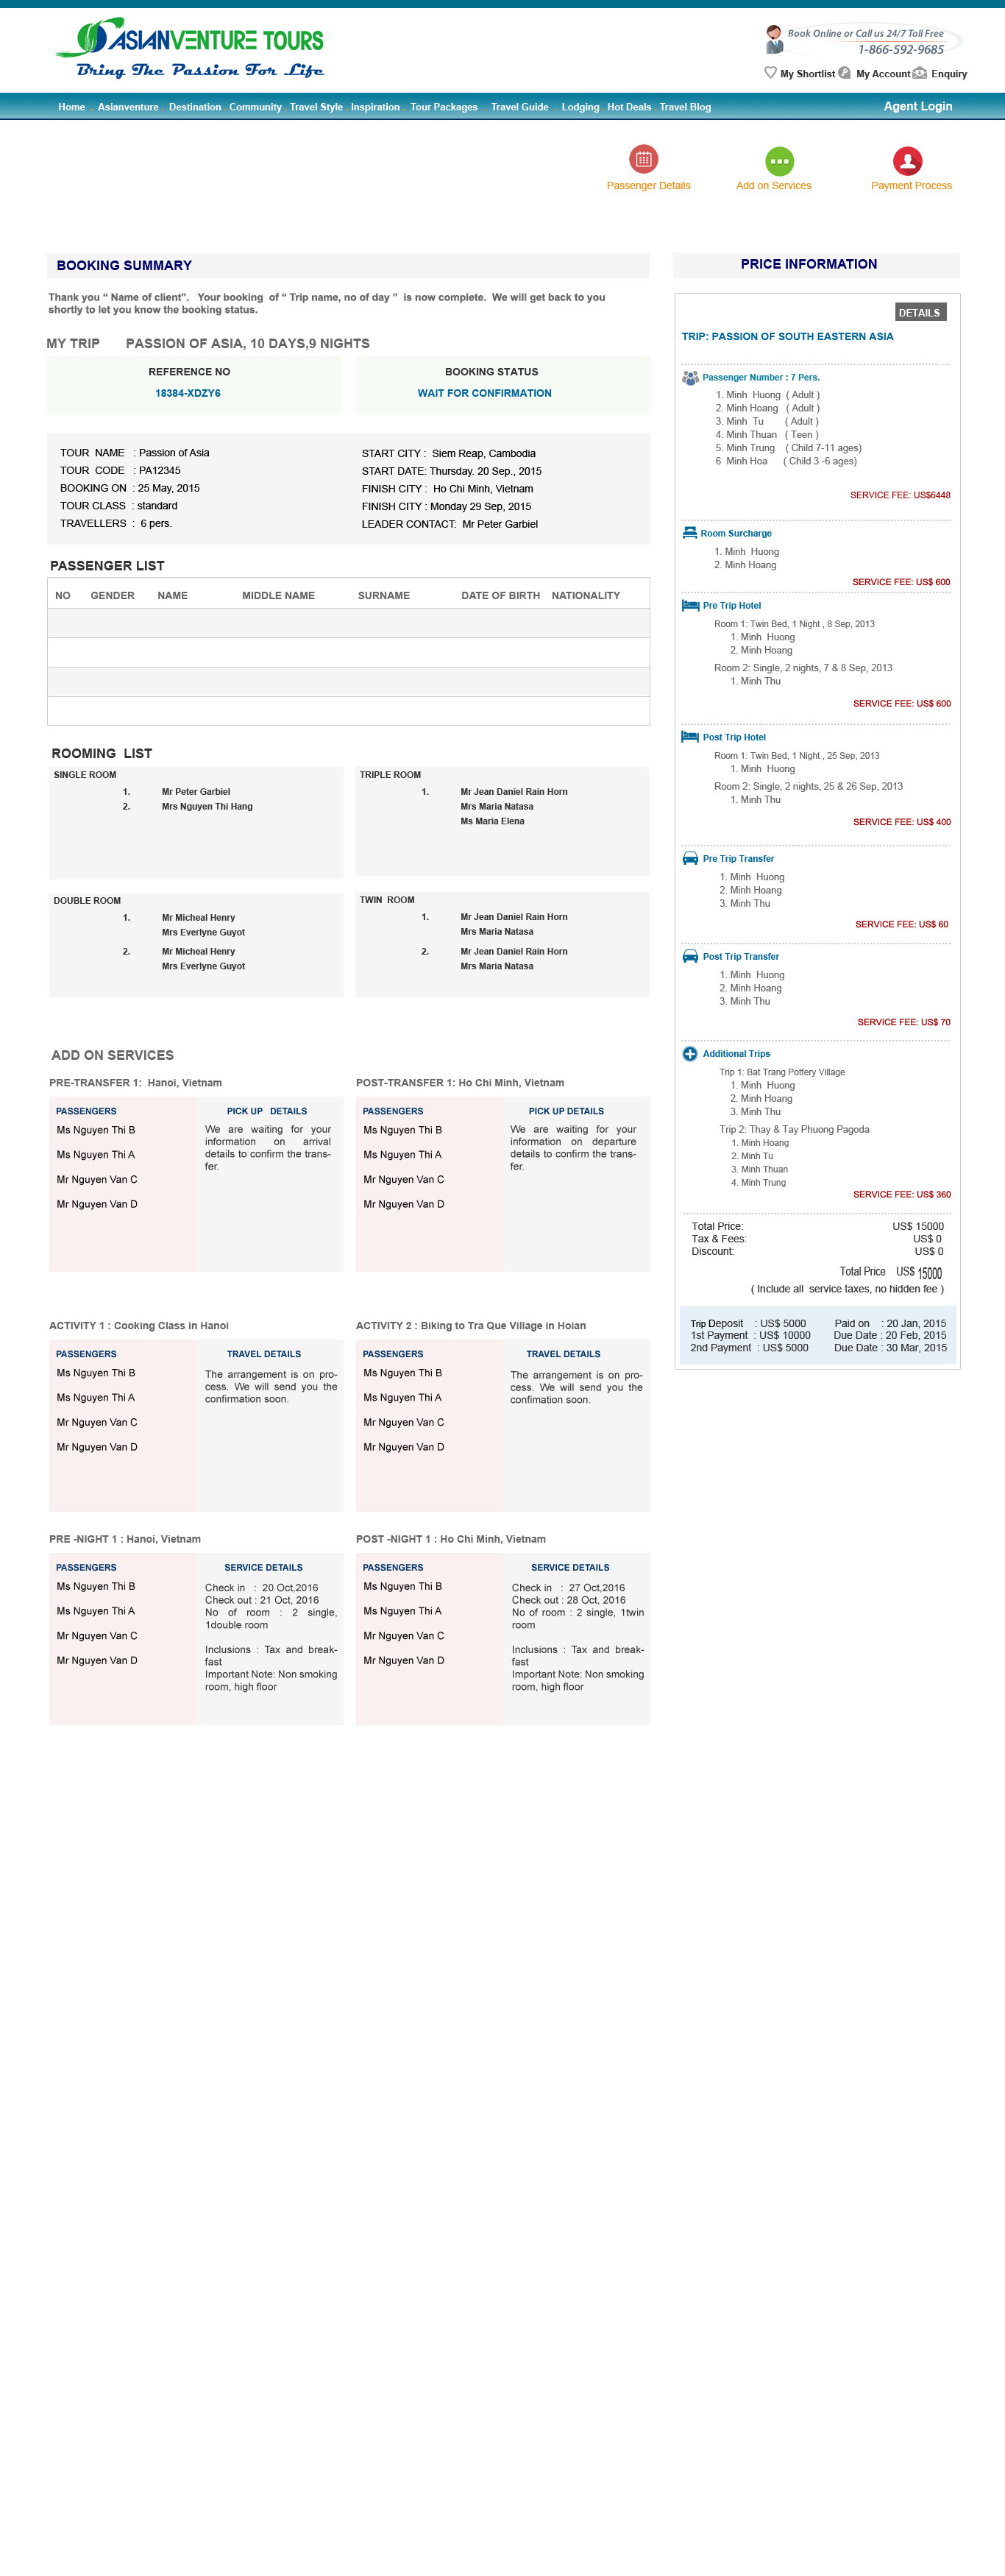 ASIANVENTURE TOURS
Bring The Passion For Life
Book Online or Call us 24/7 Toll Free
1-866-592-9685
My Shortlist My Account Enquiry
Home Asianventure Destination Community Travel Style Inspiration Tour Packages Travel Guide Lodging Hot Deals Travel Blog Agent Login
Passenger Details Add on Services Payment Process
BOOKING SUMMARY
Thank you “ Name of client”. Your booking of “ Trip name, no of day ” is now complete. We will get back to you
shortly to let you know the booking status.
MY TRIP PASSION OF ASIA, 10 DAYS,9 NIGHTS
REFERENCE NO
18384-XDZY6
BOOKING STATUS
WAIT FOR CONFIRMATION
TOUR NAME : Passion of Asia
TOUR CODE : PA12345
BOOKING ON : 25 May, 2015
TOUR CLASS : standard
TRAVELLERS : 6 pers.
START CITY : Siem Reap, Cambodia
START DATE: Thursday. 20 Sep., 2015
FINISH CITY : Ho Chi Minh, Vietnam
FINISH CITY : Monday 29 Sep, 2015
LEADER CONTACT: Mr Peter Garbiel
PASSENGER LIST
NO GENDER NAME MIDDLE NAME SURNAME DATE OF BIRTH NATIONALITY
ROOMING LIST
SINGLE ROOM
1. Mr Peter Garbiel
2. Mrs Nguyen Thi Hang
TRIPLE ROOM
1. Mr Jean Daniel Rain Horn
Mrs Maria Natasa
Ms Maria Elena
DOUBLE ROOM
1. Mr Micheal Henry
Mrs Everlyne Guyot
2. Mr Micheal Henry
Mrs Everlyne Guyot
TWIN ROOM
1. Mr Jean Daniel Rain Horn
Mrs Maria Natasa
2. Mr Jean Daniel Rain Horn
Mrs Maria Natasa
ADD ON SERVICES
PRE-TRANSFER 1: Hanoi, Vietnam
PASSENGERS
Ms Nguyen Thi B
Ms Nguyen Thi A
Mr Nguyen Van C
Mr Nguyen Van D
PICK UP DETAILS
We are waiting for your
information on arrival
details to confirm the trans-
fer.
POST-TRANSFER 1: Ho Chi Minh, Vietnam
PASSENGERS
Ms Nguyen Thi B
Ms Nguyen Thi A
Mr Nguyen Van C
Mr Nguyen Van D
PICK UP DETAILS
We are waiting for your
information on departure
details to confirm the trans-
fer.
ACTIVITY 1 : Cooking Class in Hanoi
PASSENGERS
Ms Nguyen Thi B
Ms Nguyen Thi A
Mr Nguyen Van C
Mr Nguyen Van D
TRAVEL DETAILS
The arrangement is on pro-
cess. We will send you the
confirmation soon.
ACTIVITY 2 : Biking to Tra Que Village in Hoian
PASSENGERS
Ms Nguyen Thi B
Ms Nguyen Thi A
Mr Nguyen Van C
Mr Nguyen Van D
TRAVEL DETAILS
The arrangement is on pro-
cess. We will send you the
confimation soon.
PRE -NIGHT 1 : Hanoi, Vietnam
PASSENGERS
Ms Nguyen Thi B
Ms Nguyen Thi A
Mr Nguyen Van C
Mr Nguyen Van D
SERVICE DETAILS
Check in : 20 Oct,2016
Check out : 21 Oct, 2016
No of room : 2 single,
1double room
Inclusions : Tax and break-
fast
Important Note: Non smoking
room, high floor
POST -NIGHT 1 : Ho Chi Minh, Vietnam
PASSENGERS
Ms Nguyen Thi B
Ms Nguyen Thi A
Mr Nguyen Van C
Mr Nguyen Van D
SERVICE DETAILS
Check in : 27 Oct,2016
Check out : 28 Oct, 2016
No of room : 2 single, 1twin
room
Inclusions : Tax and break-
fast
Important Note: Non smoking
room, high floor
PRICE INFORMATION
DETAILS
TRIP: PASSION OF SOUTH EASTERN ASIA
Passenger Number : 7 Pers.
1. Minh Huong ( Adult )
2. Minh Hoang ( Adult )
3. Minh Tu ( Adult )
4. Minh Thuan ( Teen )
5. Minh Trung ( Child 7-11 ages)
6 Minh Hoa ( Child 3 -6 ages)
SERVICE FEE: US$6448
Room Surcharge
1. Minh Huong
2. Minh Hoang
SERVICE FEE: US$ 600
Pre Trip Hotel
Room 1: Twin Bed, 1 Night , 8 Sep, 2013
1. Minh Huong
2. Minh Hoang
Room 2: Single, 2 nights, 7 & 8 Sep, 2013
1. Minh Thu
SERVICE FEE: US$ 600
Post Trip Hotel
Room 1: Twin Bed, 1 Night , 25 Sep, 2013
1. Minh Huong
Room 2: Single, 2 nights, 25 & 26 Sep, 2013
1. Minh Thu
SERVICE FEE: US$ 400
Pre Trip Transfer
1. Minh Huong
2. Minh Hoang
3. Minh Thu
SERVICE FEE: US$ 60
Post Trip Transfer
1. Minh Huong
2. Minh Hoang
3. Minh Thu
SERVICE FEE: US$ 70
Additional Trips
Trip 1: Bat Trang Pottery Village
1. Minh Huong
2. Minh Hoang
3. Minh Thu
Trip 2: Thay & Tay Phuong Pagoda
1. Minh Hoang
2. Minh Tu
3. Minh Thuan
4. Minh Trung
SERVICE FEE: US$ 360
Total Price: US$ 15000
Tax & Fees: US$ 0
Discount: US$ 0
Total Price US$ 15000
( Include all service taxes, no hidden fee )
Trip Deposit : US$ 5000 Paid on : 20 Jan, 2015
1st Payment : US$ 10000 Due Date : 20 Feb, 2015
2nd Payment : US$ 5000 Due Date : 30 Mar, 2015